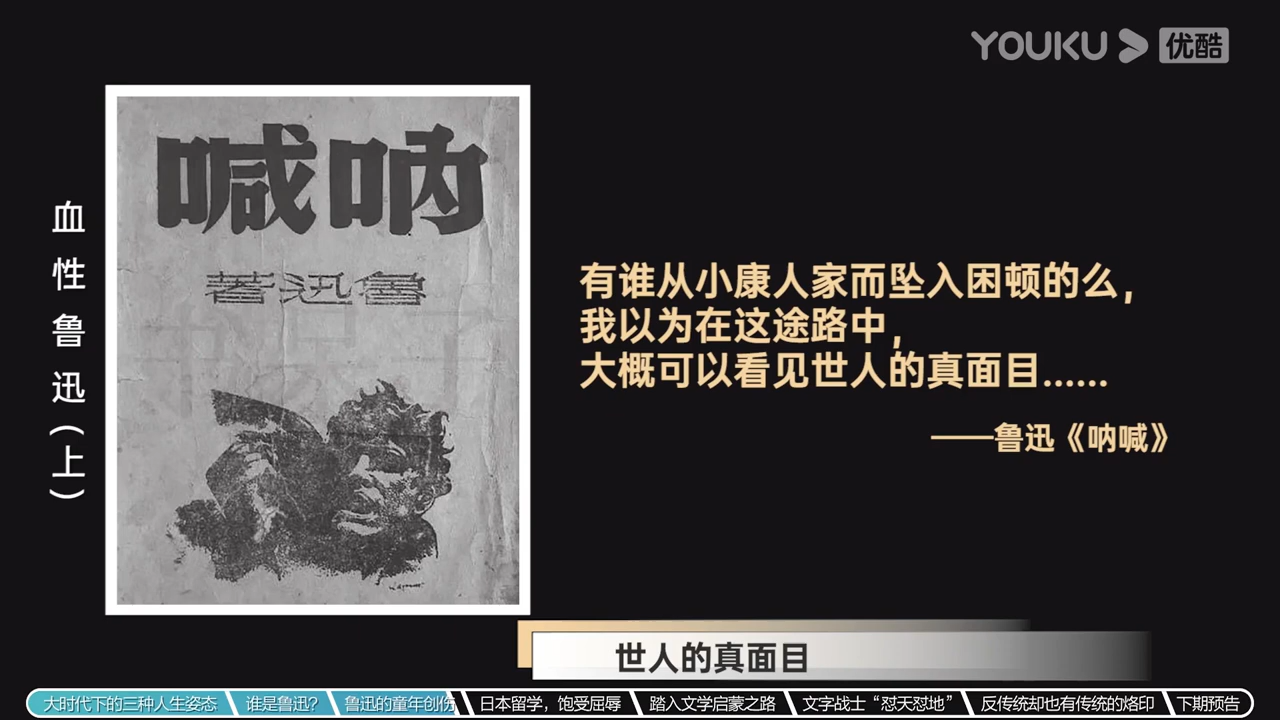 YOUKU 优酷
血性鲁迅(上)
喊呐
著迅魯
有谁从小康人家而坠入困顿的么，
我以为在这途路中，
大概可以看见世人的真面目……
——鲁迅《呐喊》
世人的真面目
大时代下的三种人生姿态 谁是鲁迅? 鲁迅的童年创伤 日本留学，饱受屈辱 踏入文学启蒙之路 文字战士“怼天怼地” 反传统却也有传统的烙印 下期预告